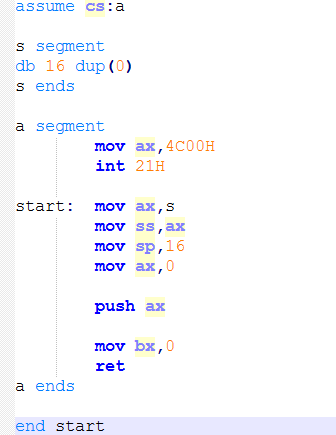 assume cs:a
s segment
db 16 dup(0)
s ends
a segment
mov ax,4C00H
int 21H
start: mov ax,s
mov ss,ax
mov sp,16
mov ax,0
push ax
mov bx,0
ret
a ends
end start